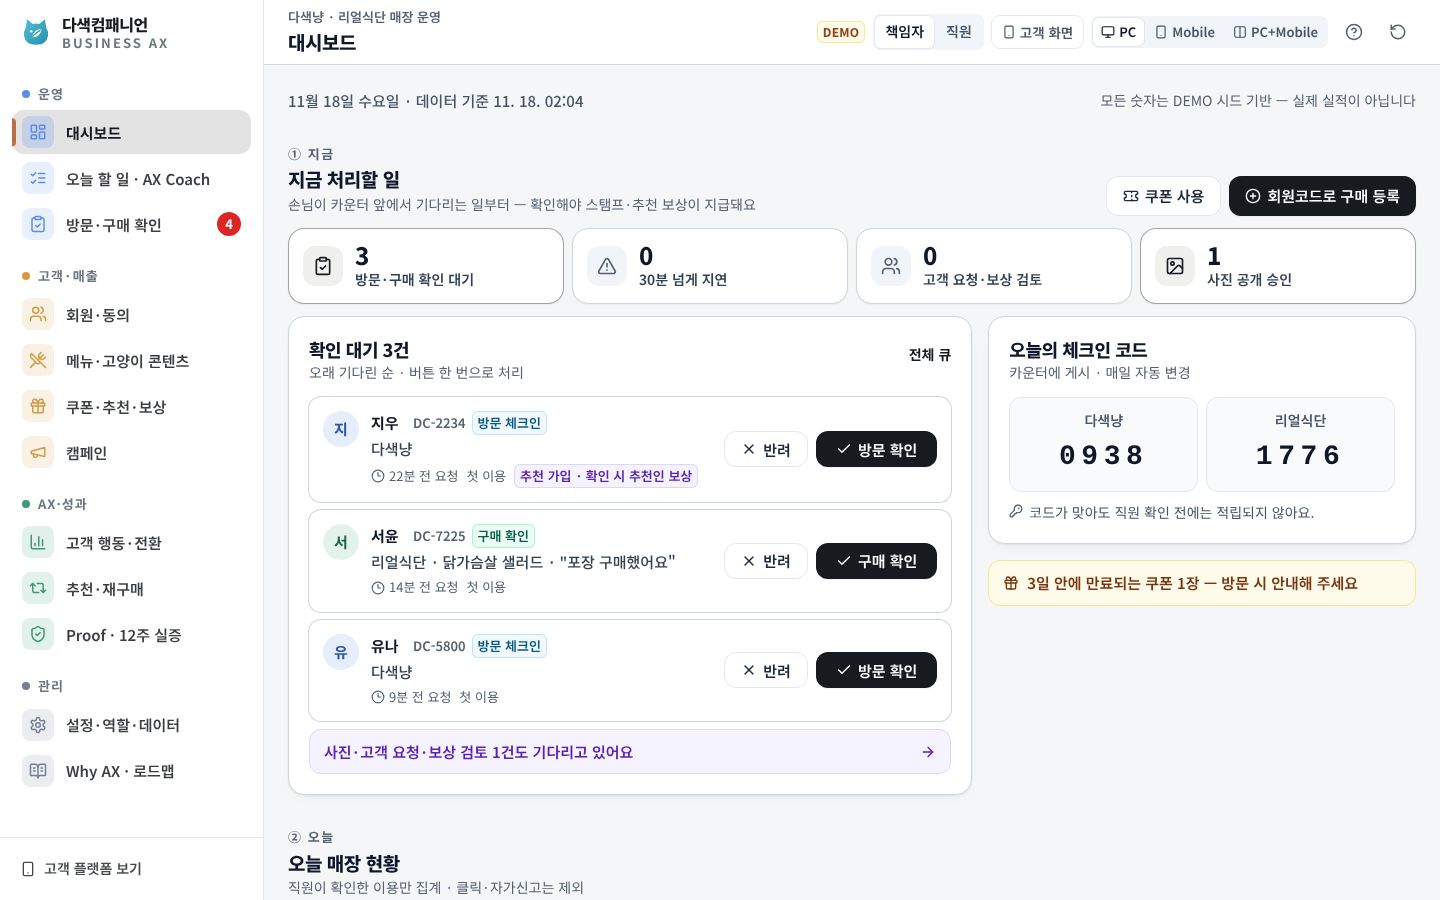 다색컴패니언
BUSINESS AX
운영
대시보드
오늘 할 일 · AX Coach
방문·구매 확인
4
고객·매출
회원·동의
메뉴·고양이 콘텐츠
쿠폰·추천·보상
캠페인
AX·성과
고객 행동·전환
추천·재구매
Proof · 12주 실증
관리
설정·역할·데이터
Why AX · 로드맵
고객 플랫폼 보기
다색냥 · 리얼식단 매장 운영
대시보드
DEMO
책임자
직원
고객 화면
PC
Mobile
PC+Mobile
11월 18일 수요일 · 데이터 기준 11. 18. 02:04
모든 숫자는 DEMO 시드 기반 — 실제 실적이 아닙니다
① 지금
지금 처리할 일
손님이 카운터 앞에서 기다리는 일부터 — 확인해야 스탬프·추천 보상이 지급돼요
쿠폰 사용
회원코드로 구매 등록
3
방문·구매 확인 대기
0
30분 넘게 지연
0
고객 요청·보상 검토
1
사진 공개 승인
확인 대기 3건
오래 기다린 순 · 버튼 한 번으로 처리
전체 큐
지
지우 DC-2234 방문 체크인
다색냥
22분 전 요청 첫 이용 추천 가입 · 확인 시 추천인 보상
반려
방문 확인
서
서윤 DC-7225 구매 확인
리얼식단 · 닭가슴살 샐러드 · "포장 구매했어요"
14분 전 요청 첫 이용
반려
구매 확인
유
유나 DC-5800 방문 체크인
다색냥
9분 전 요청 첫 이용
반려
방문 확인
사진·고객 요청·보상 검토 1건도 기다리고 있어요
오늘의 체크인 코드
카운터에 게시 · 매일 자동 변경
다색냥
0938
리얼식단
1776
코드가 맞아도 직원 확인 전에는 적립되지 않아요.
3일 안에 만료되는 쿠폰 1장 — 방문 시 안내해 주세요
② 오늘
오늘 매장 현황
직원이 확인한 이용만 집계 · 클릭·자가신고는 제외